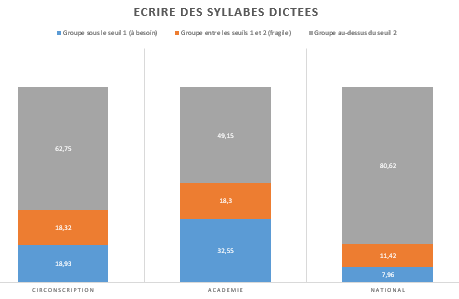 ECRIRE DES SYLLABES DICTEES
Groupe sous le seuil 1 (à besoin) Groupe entre les seuils 1 et 2 (fragile) Groupe au-dessus du seuil 2
62,75 49,15 80,62
18,32 18,3 11,42
18,93 32,55 7,96
CIRCONSCRIPTION ACADEMIE NATIONAL